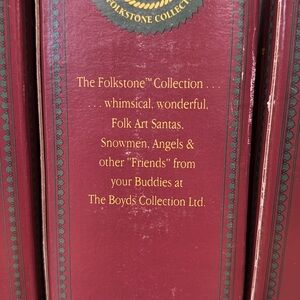 FOLKSTONE COLLECT
The Folkstone™ Collection . . .
. . . whimsical, wonderful,
Folk Art Santas,
Snowmen, Angels &
other "Friends" from
your Buddies at
The Boyds Collection Ltd.